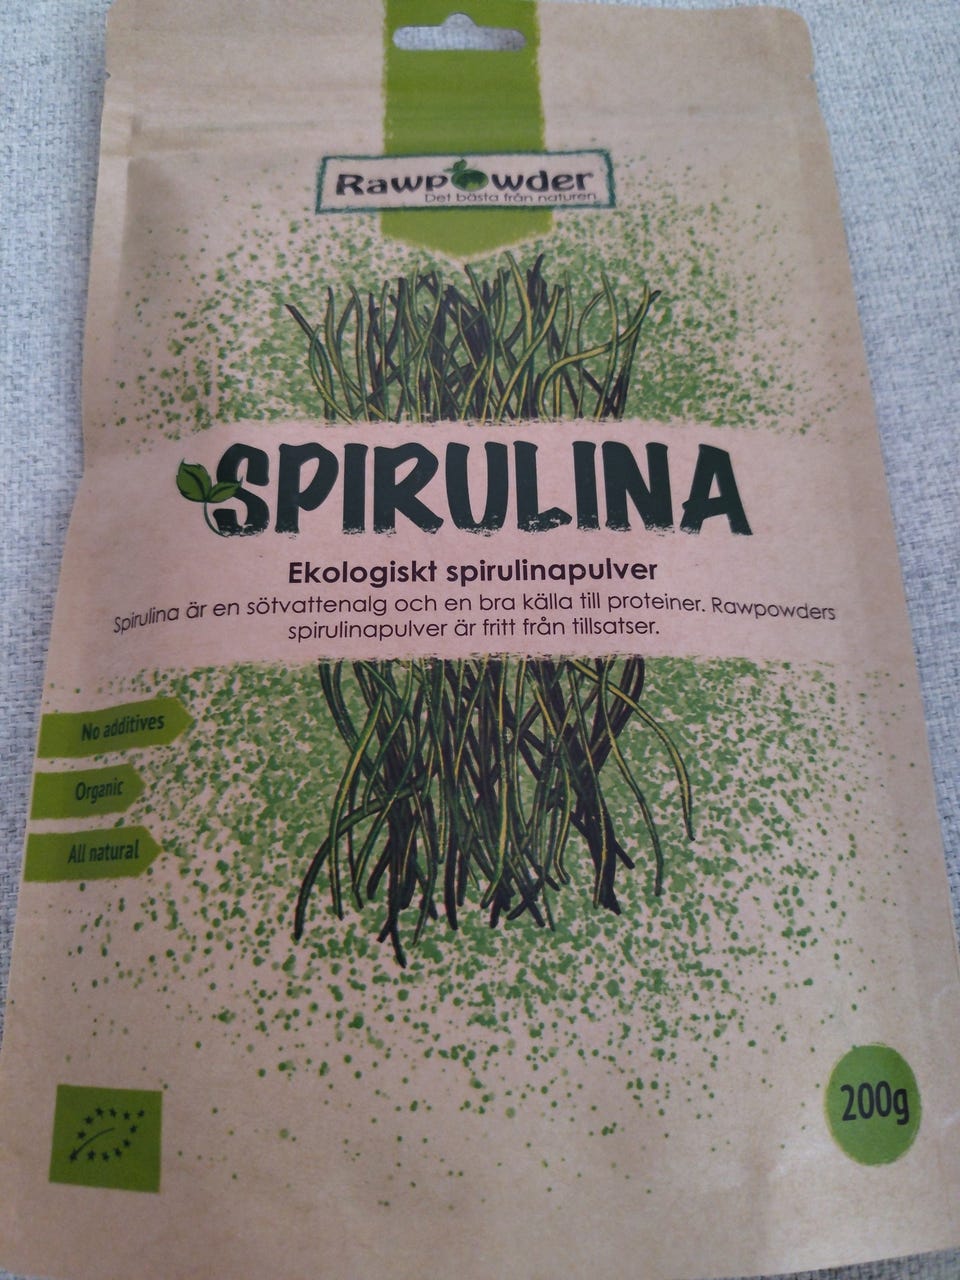 Rawpowder
Det bästa från naturen
SPIRULINA
Ekologiskt spirulinapulver
Spirulina är en sötvattenalg och en bra källa till proteiner. Rawpowders
spirulinapulver är fritt från tillsatser.
No additives
Organic
All natural
200g